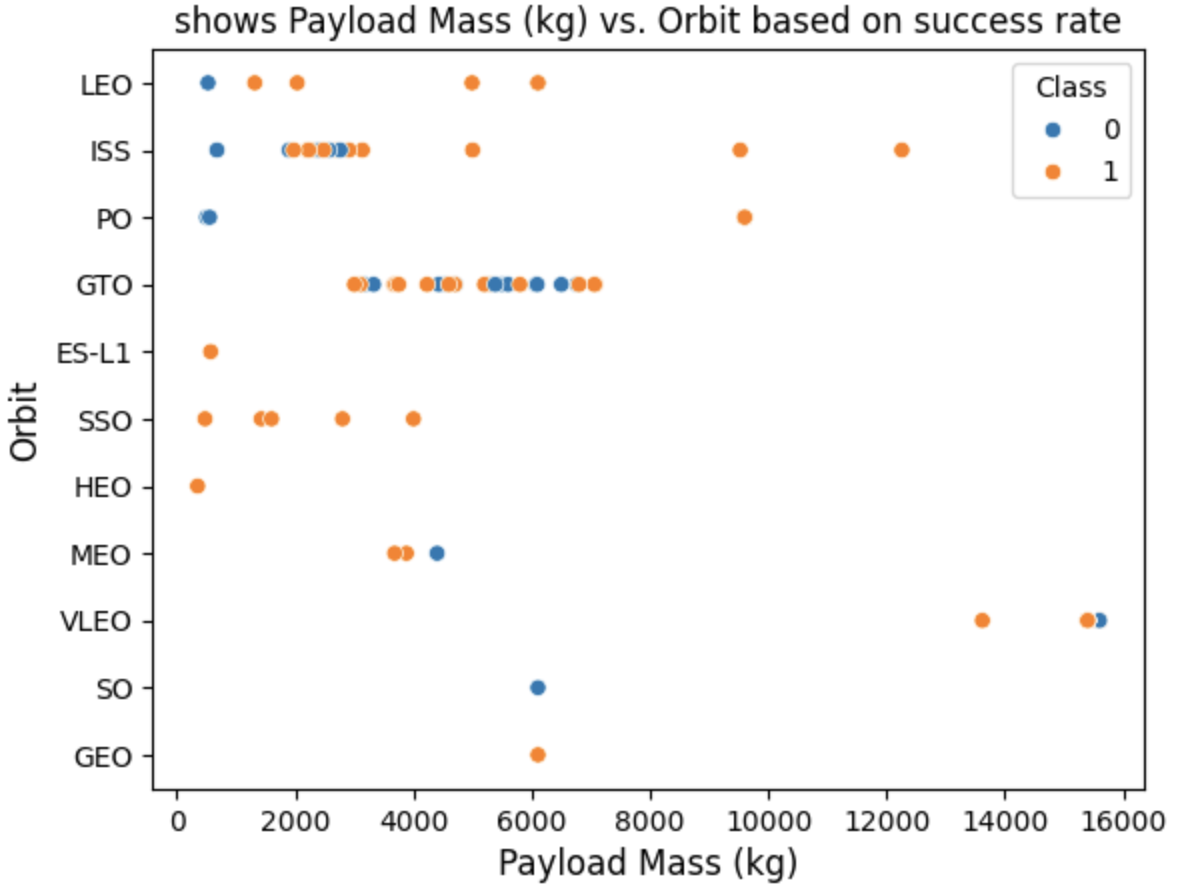 shows Payload Mass (kg) vs. Orbit based on success rate
Class
0
1
LEO
ISS
PO
GTO
ES-L1
SSO
HEO
MEO
VLEO
SO
GEO
Orbit
0 2000 4000 6000 8000 10000 12000 14000 16000
Payload Mass (kg)